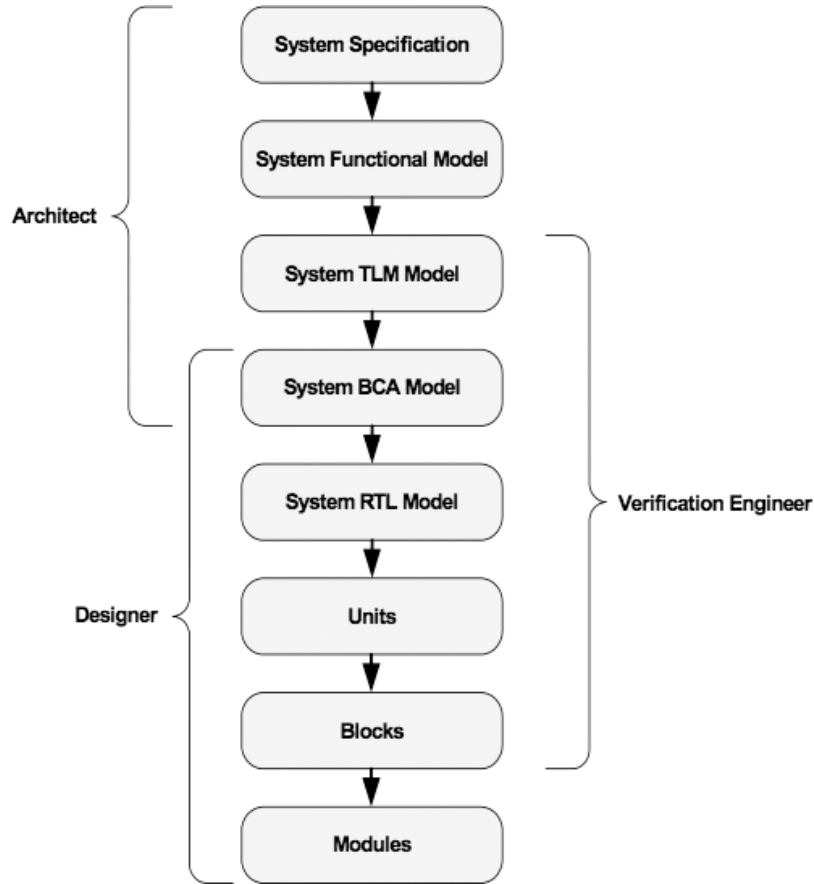 System Specification
System Functional Model
Architect
System TLM Model
System BCA Model
System RTL Model
Verification Engineer
Designer
Units
Blocks
Modules